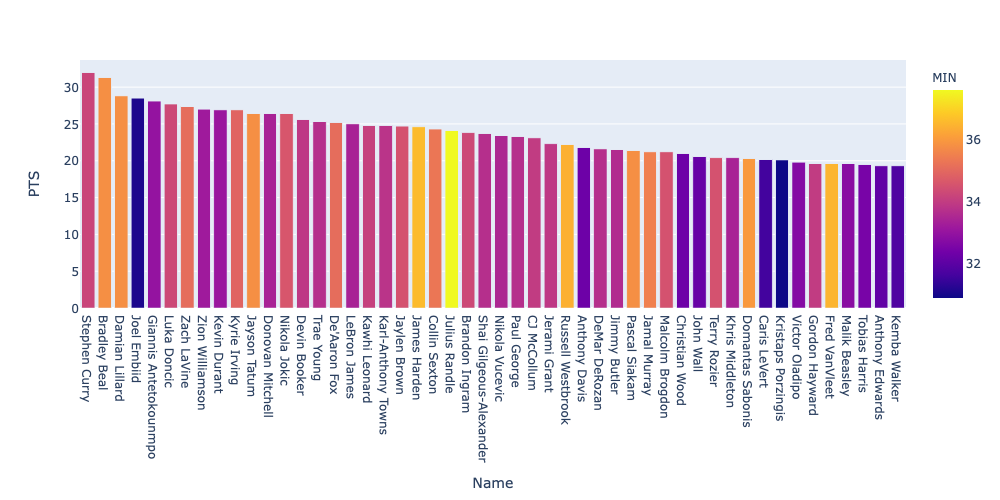 MIN
36
34
32
PTS
30
25
20
15
10
5
0
Stephen Curry
Bradley Beal
Damian Lillard
Joel Embiid
Giannis Antetokounmpo
Luka Doncic
Zach LaVine
Zion Williamson
Kevin Durant
Kyrie Irving
Jayson Tatum
Donovan Mitchell
Nikola Jokic
Devin Booker
Trae Young
De'Aaron Fox
LeBron James
Kawhi Leonard
Karl-Anthony Towns
Jaylen Brown
James Harden
Collin Sexton
Julius Randle
Brandon Ingram
Shai Gilgeous-Alexander
Nikola Vucevic
Paul George
CJ McCollum
Jerami Grant
Russell Westbrook
Anthony Davis
DeMar DeRozan
Jimmy Butler
Pascal Siakam
Jamal Murray
Malcolm Brogdon
Christian Wood
John Wall
Terry Rozier
Khris Middleton
Domantas Sabonis
Caris LeVert
Kristaps Porzingis
Victor Oladipo
Gordon Hayward
Fred VanVleet
Malik Beasley
Tobias Harris
Anthony Edwards
Kemba Walker
Name